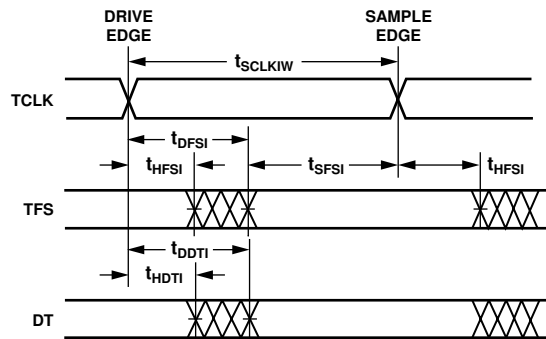 DRIVE EDGE
SAMPLE EDGE
tSCLKIW
TCLK
tDFSI
tHFSI
tSFSI
tHFSI
TFS
tDDTI
tHDTI
DT